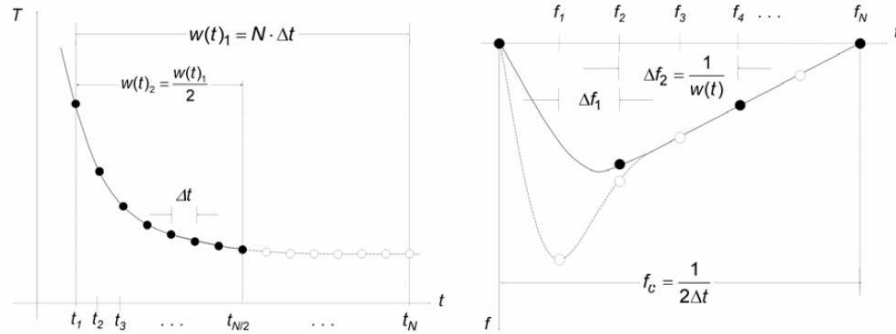 T
w(t)₁ = N · Δt
w(t)₂ = w(t)₁ / 2
Δt
t
t₁ t₂ t₃ ... t_{N/2} ... t_N
f₁ f₂ f₃ f₄ ... f_N
Δf₂ = 1 / w(t)
Δf₁
f_c = 1 / 2Δt
f